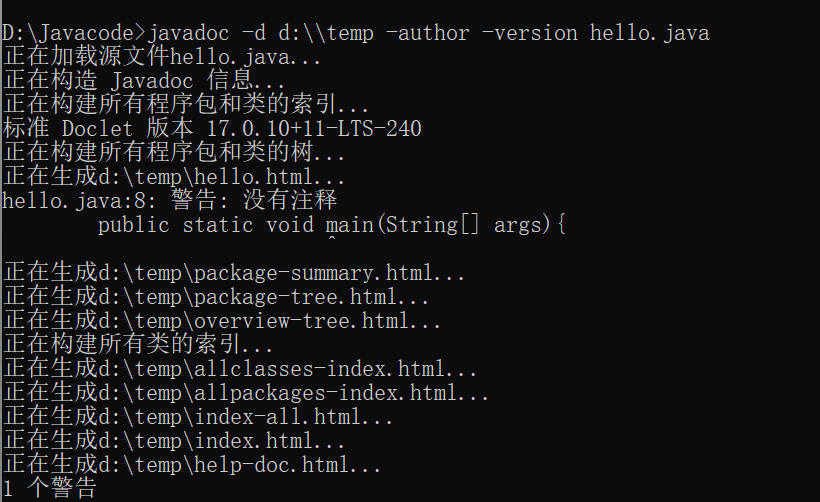 D:\Javacode>javadoc -d d:\\temp -author -version hello.java
正在加载源文件hello.java...
正在构造 Javadoc 信息...
正在构建所有程序包和类的索引...
标准 Doclet 版本 17.0.10+11-LTS-240
正在构建所有程序包和类的树...
正在生成d:\temp\hello.html...
hello.java:8: 警告: 没有注释
        public static void main(String[] args){
                           ^
正在生成d:\temp\package-summary.html...
正在生成d:\temp\package-tree.html...
正在生成d:\temp\overview-tree.html...
正在构建所有类的索引...
正在生成d:\temp\allclasses-index.html...
正在生成d:\temp\allpackages-index.html...
正在生成d:\temp\index-all.html...
正在生成d:\temp\index.html...
正在生成d:\temp\help-doc.html...
1 个警告